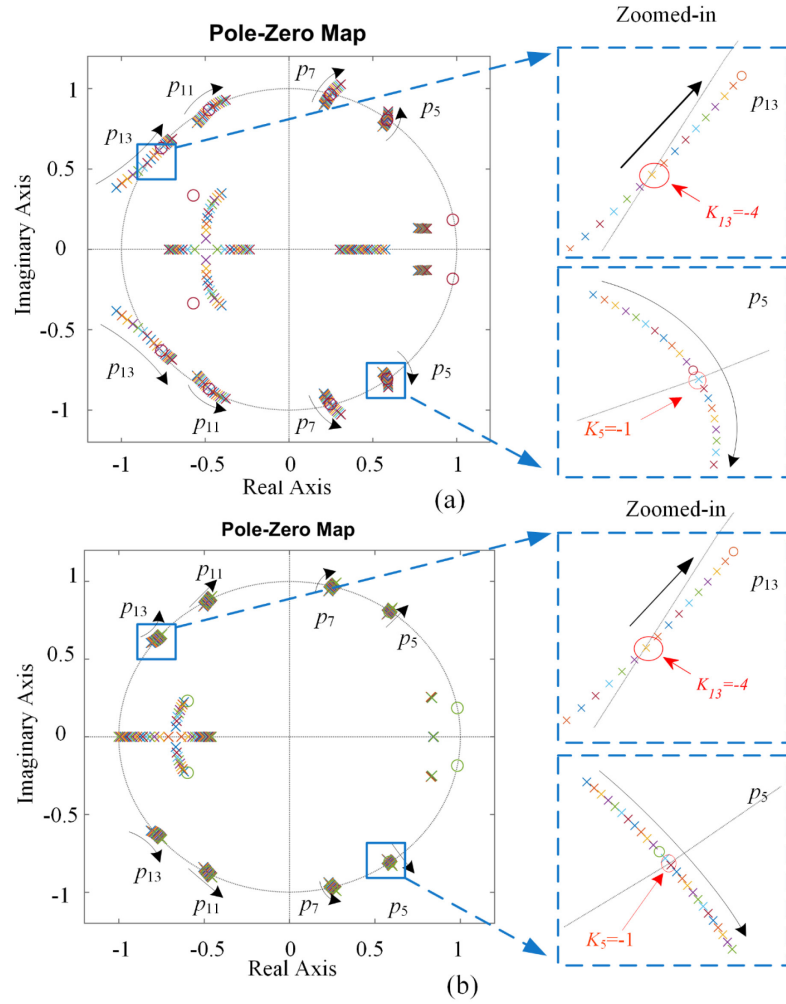 Pole-Zero Map
Zoomed-in
p11
p7
p13
p5
p13
K13=-4
1
0.5
0
-0.5
-1
Imaginary Axis
p13
p11
p7
p5
p5
K5=-1
-1
-0.5
0
0.5
1
Real Axis
(a)
Pole-Zero Map
Zoomed-in
p11
p13
p7
p5
p13
K13=-4
1
0.5
0
-0.5
-1
Imaginary Axis
p13
p11
p7
p5
p5
K5=-1
-1
-0.5
0
0.5
1
Real Axis
(b)